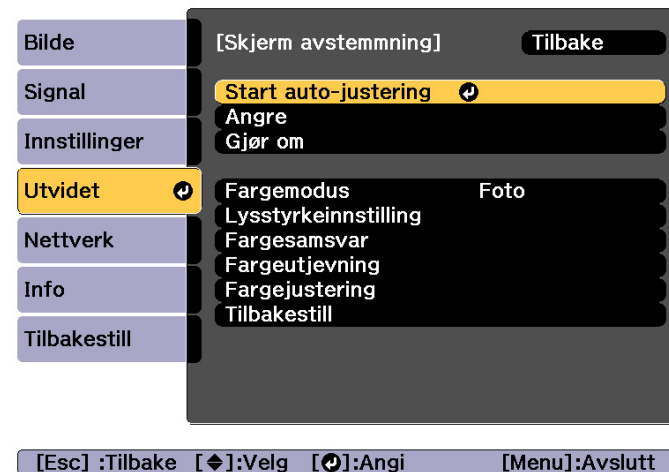 Bilde
Signal
Innstillinger
Utvidet
Nettverk
Info
Tilbakestill
[Skjerm avstemmning] Tilbake
Start auto-justering
Angre
Gjør om
Fargemodus Foto
Lysstyrkeinnstilling
Fargesamsvar
Fargeutjevning
Fargejustering
Tilbakestill
[Esc] :Tilbake [◆]:Velg [↵]:Angi [Menu]:Avslutt